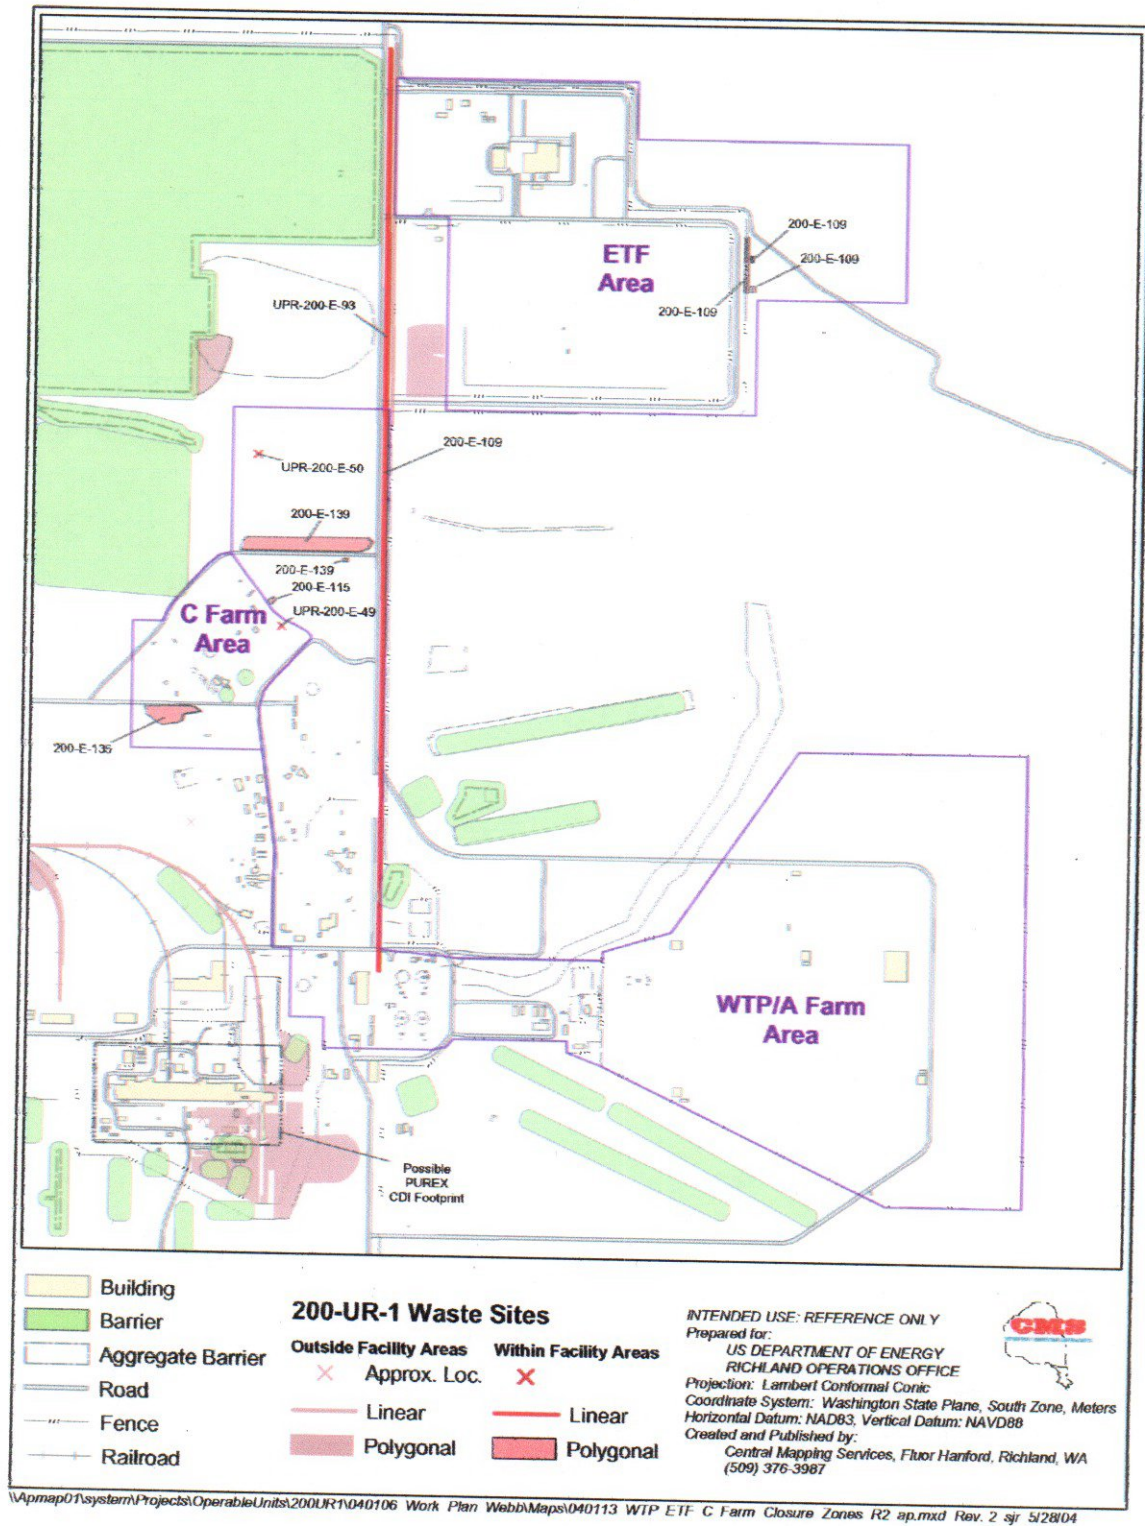 ETF
Area
200-E-109
200-E-109
200-E-109
UPR-200-E-93
200-E-109
UPR-200-E-50
200-E-139
200-E-139
200-E-115
UPR-200-E-49
C Farm
Area
200-E-136
WTP/A Farm
Area
Possible
PUREX
CDI Footprint
Building
Barrier
Aggregate Barrier
Road
Fence
Railroad
200-UR-1 Waste Sites
Outside Facility Areas Within Facility Areas
Approx. Loc.
Linear
Linear
Polygonal
Polygonal
INTENDED USE: REFERENCE ONLY
Prepared for:
US DEPARTMENT OF ENERGY
RICHLAND OPERATIONS OFFICE
Projection: Lambert Conformal Conic
Coordinate System: Washington State Plane, South Zone, Meters
Horizontal Datum: NAD83, Vertical Datum: NAVD88
Created and Published by:
Central Mapping Services, Fluor Hanford, Richland, WA
(509) 376-3987
CMS
\\Apmap01\system\Projects\OperableUnits\200UR1\040106 Work Plan Webb\Maps\040113 WTP ETF C Farm Closure Zones R2 ap.mxd Rev. 2 sjr 5/28/04